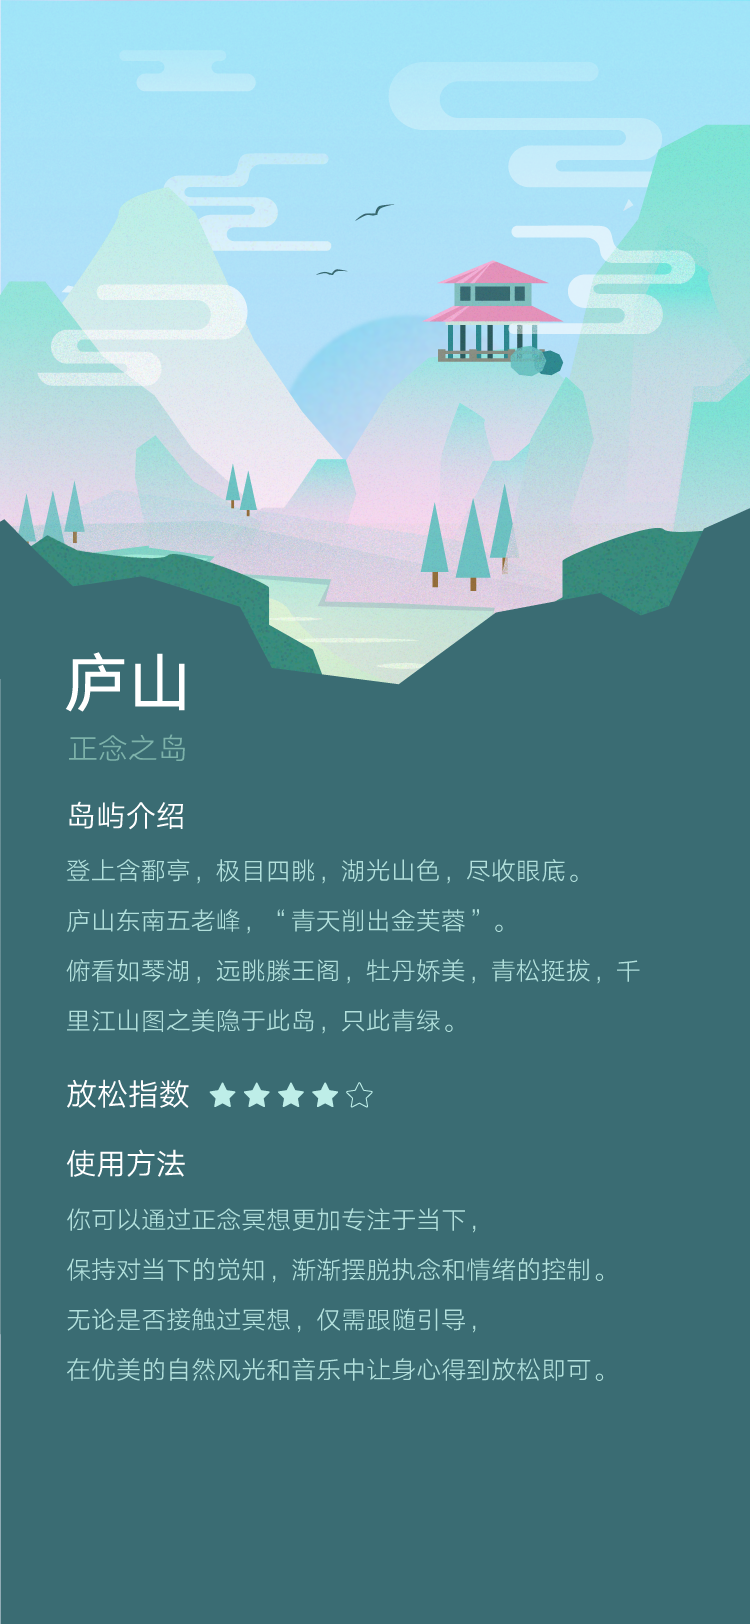 庐山
正念之岛
岛屿介绍
登上含鄱亭，极目四眺，湖光山色，尽收眼底。
庐山东南五老峰，“青天削出金芙蓉”。
俯看如琴湖，远眺滕王阁，牡丹娇美，青松挺拔，千
里江山图之美隐于此岛，只此青绿。
放松指数 ★★★★☆
使用方法
你可以通过正念冥想更加专注于当下，
保持对当下的觉知，渐渐摆脱执念和情绪的控制。
无论是否接触过冥想，仅需跟随引导，
在优美的自然风光和音乐中让身心得到放松即可。